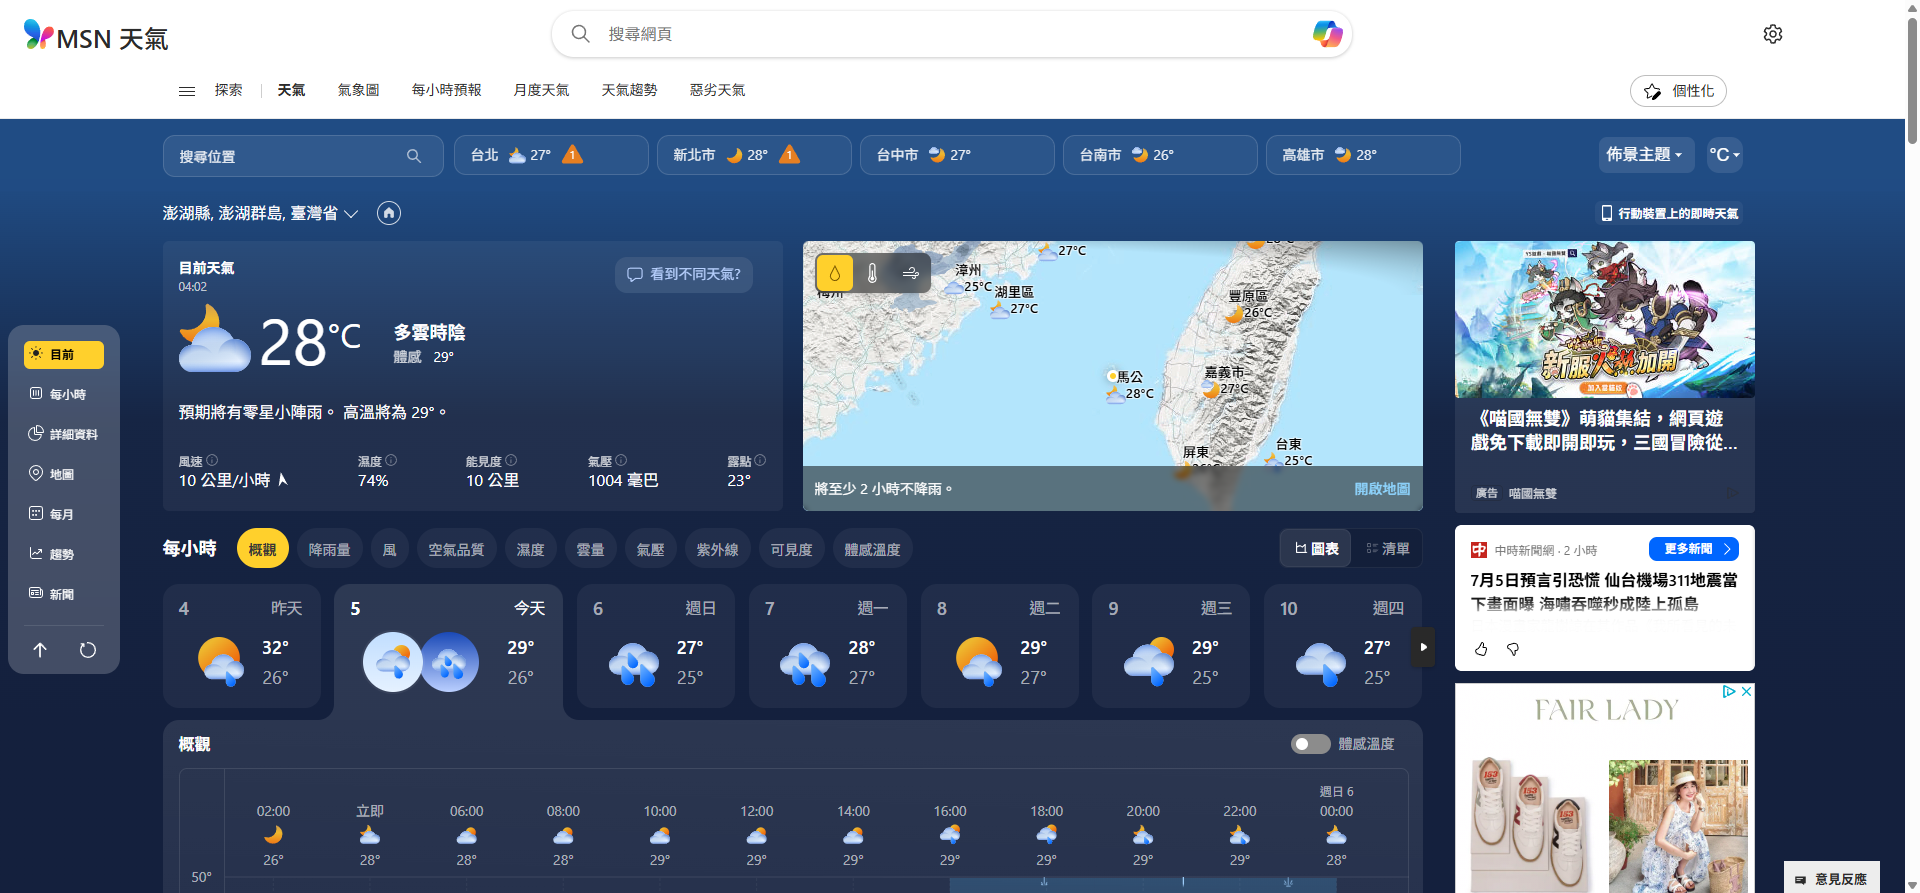 MSN 天氣
搜尋網頁
探索
天氣
氣象圖
每小時預報
月度天氣
天氣趨勢
惡劣天氣
個性化
搜尋位置
台北 27° 1
新北市 28° 1
台中市 27°
台南市 26°
高雄市 28°
佈景主題
°C
澎湖縣, 澎湖群島, 臺灣省
行動裝置上的即時天氣
目前
每小時
詳細資料
地圖
每月
趨勢
新聞
目前天氣
04:02
看到不同天氣?
28°C
多雲時陰
體感 29°
預期將有零星小陣雨。 高溫將為 29°。
風速
10 公里/小時
濕度
74%
能見度
10 公里
氣壓
1004 毫巴
露點
23°
27°C
漳州
25°C
湖里區
27°C
豐原區
26°C
馬公
28°C
嘉義市
27°C
屏東
台東
25°C
將至少 2 小時不降雨。
開啟地圖
新服火熱加開
《喵國無雙》萌貓集結，網頁遊
戲免下載即開即玩，三國冒險從...
廣告 喵國無雙
每小時
概觀
降雨量
風
空氣品質
濕度
雲量
氣壓
紫外線
可見度
體感溫度
圖表
清單
4 昨天
32°
26°
5 今天
29°
26°
6 週日
27°
25°
7 週一
28°
27°
8 週二
29°
27°
9 週三
29°
25°
10 週四
27°
25°
中時新聞網 · 2 小時
更多新聞
7月5日預言引恐慌 仙台機場311地震當
下畫面曝 海嘯吞噬秒成陸上孤島
FAIR LADY
概觀
體感溫度
週日 6
02:00 立即 06:00 08:00 10:00 12:00 14:00 16:00 18:00 20:00 22:00 00:00
26° 28° 28° 28° 29° 29° 29° 29° 29° 29° 29° 28°
50°
意見反應